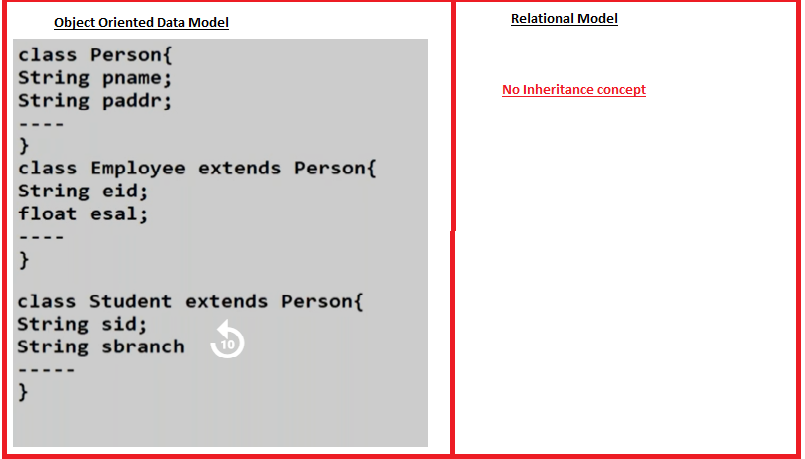 Object Oriented Data Model
class Person{
String pname;
String paddr;
----
}
class Employee extends Person{
String eid;
float esal;
----
}
class Student extends Person{
String sid;
String sbranch
10
-----
}
Relational Model
No Inheritance concept